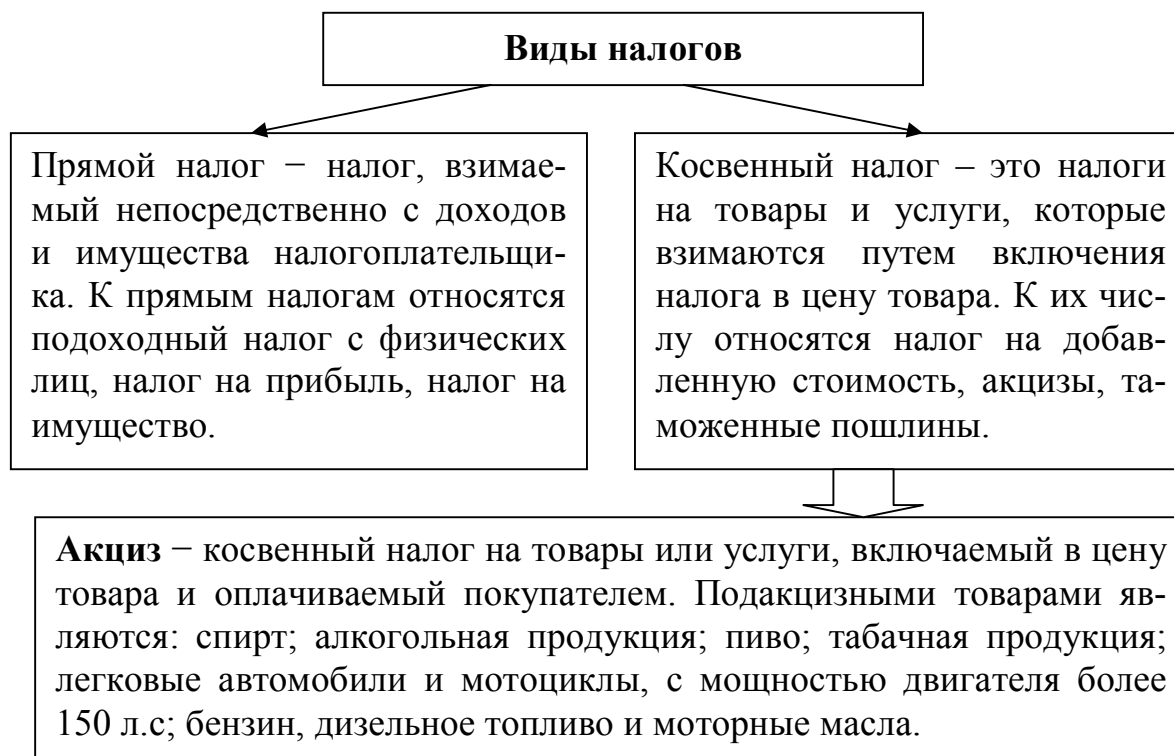 Виды налогов
Прямой налог − налог, взимае-
мый непосредственно с доходов
и имущества налогоплательщи-
ка. К прямым налогам относятся
подоходный налог с физических
лиц, налог на прибыль, налог на
имущество.
Косвенный налог – это налоги
на товары и услуги, которые
взимаются путем включения
налога в цену товара. К их чис-
лу относятся налог на добав-
ленную стоимость, акцизы, та-
моженные пошлины.
Акциз − косвенный налог на товары или услуги, включаемый в цену
товара и оплачиваемый покупателем. Подакцизными товарами яв-
ляются: спирт; алкогольная продукция; пиво; табачная продукция;
легковые автомобили и мотоциклы, с мощностью двигателя более
150 л.с; бензин, дизельное топливо и моторные масла.